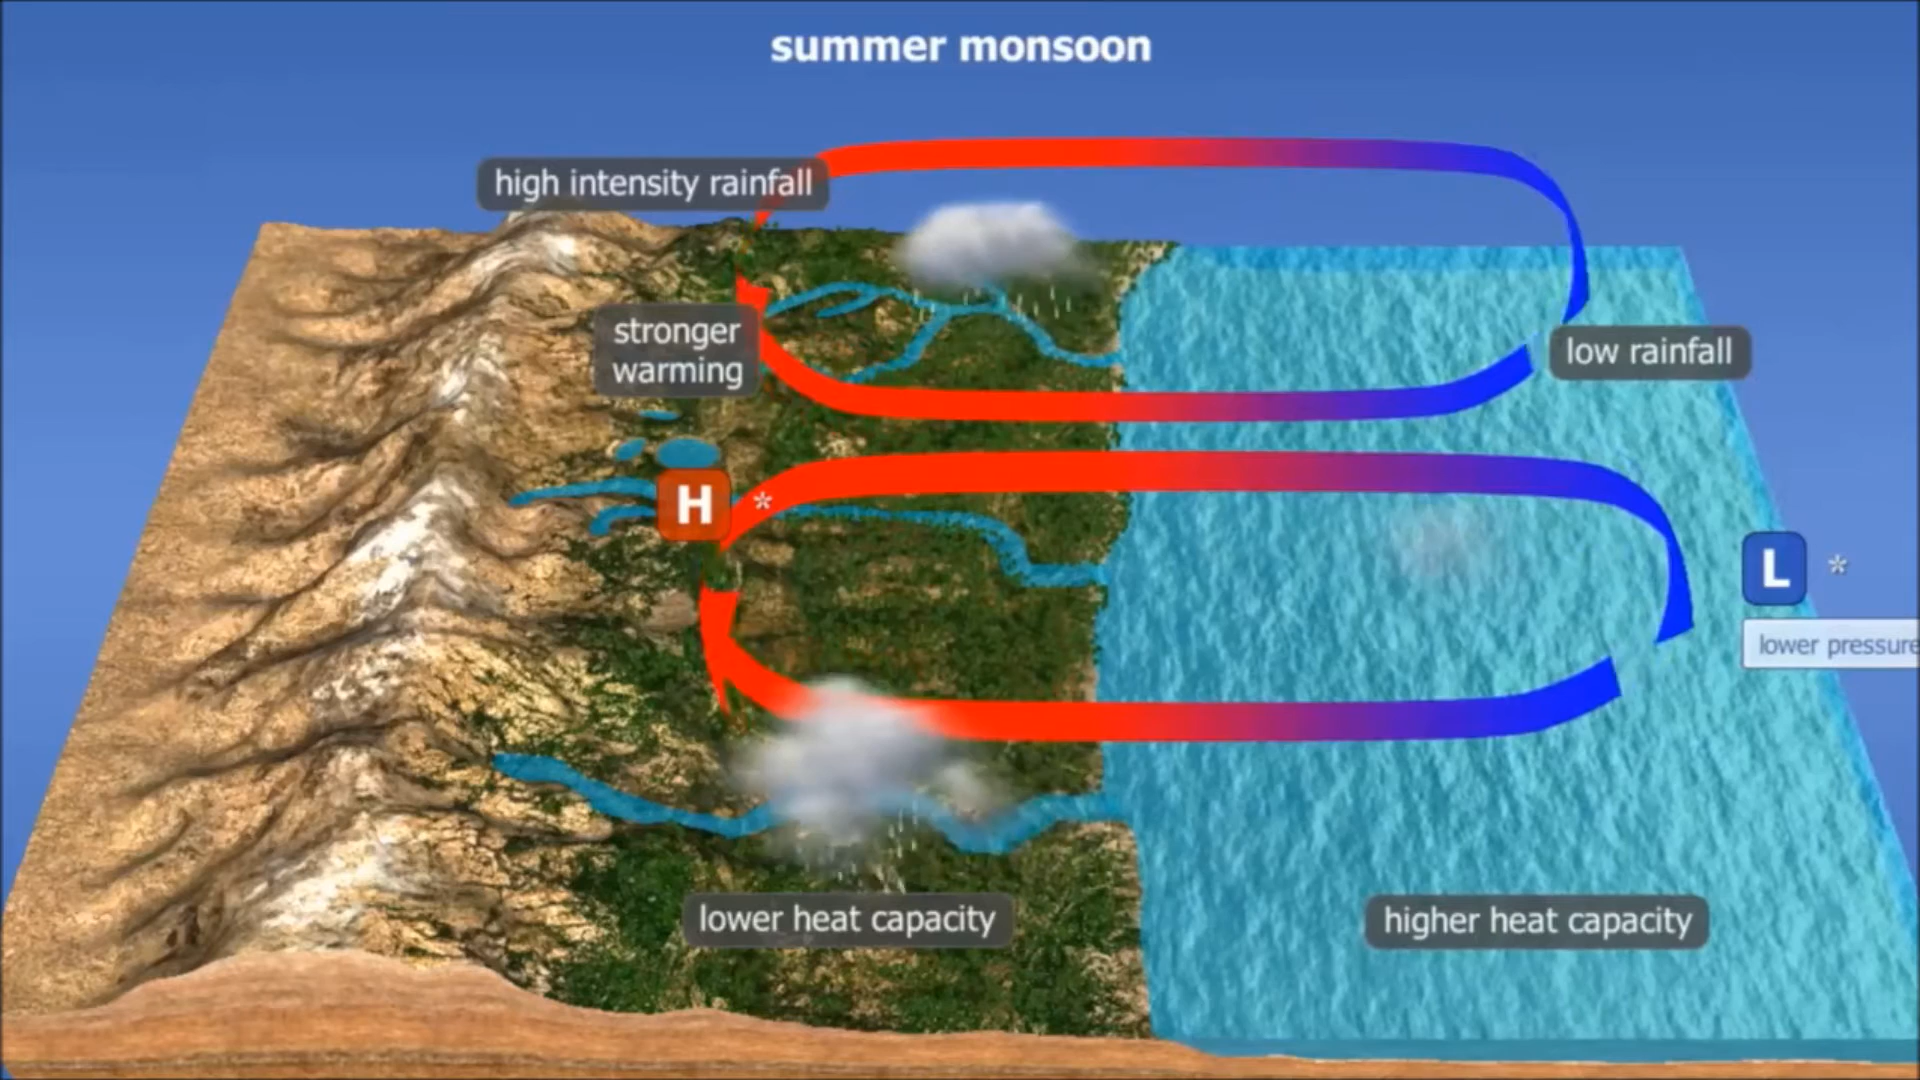 summer monsoon
high intensity rainfall
stronger
warming
low rainfall
H *
L *
lower pressure
lower heat capacity
higher heat capacity